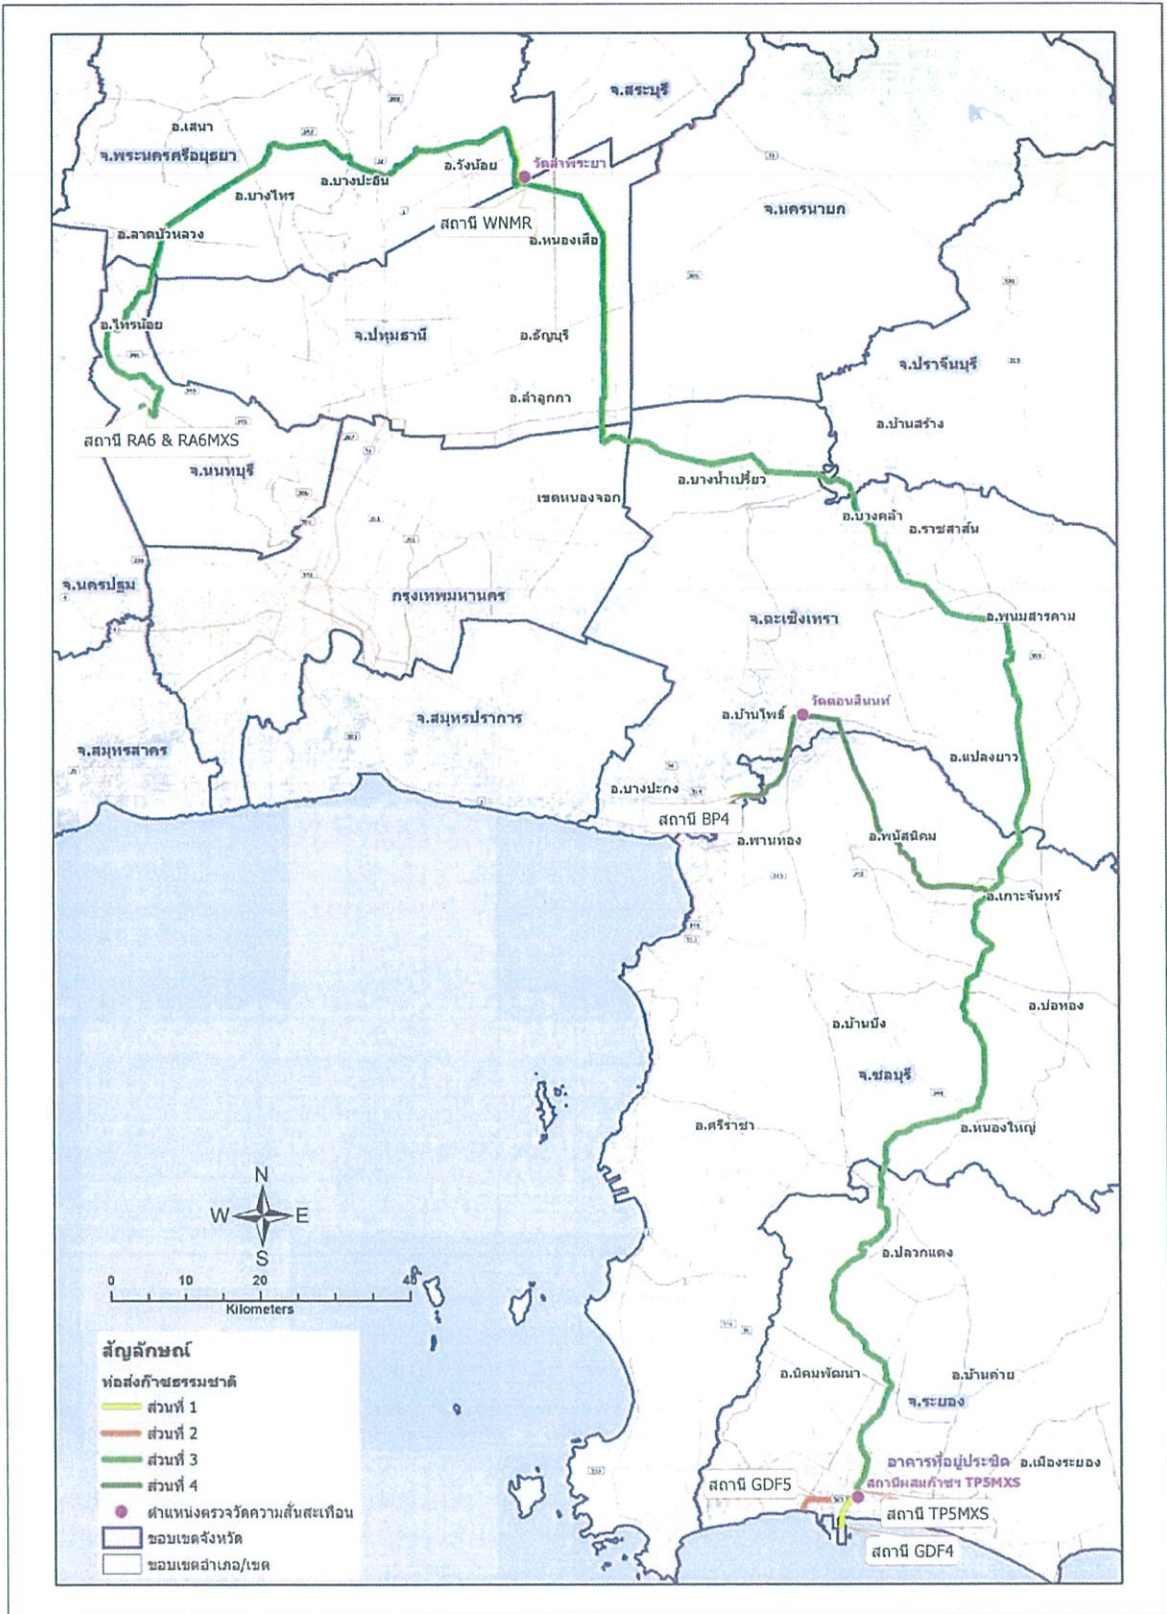 จ.สระบุรี
อ.เสนา
จ.พระนครศรีอยุธยา
อ.วังน้อย
วัดลำพระยา
อ.บางปะอิน
อ.บางไทร
จ.นครนายก
สถานี WNMR
อ.ลาดบัวหลวง
อ.หนองเสือ
อ.ไทรน้อย
จ.ปทุมธานี
อ.ธัญบุรี
จ.ปราจีนบุรี
อ.ลำลูกกา
อ.บ้านสร้าง
สถานี RA6 & RA6MXS
จ.นนทบุรี
อ.บางน้ำเปรี้ยว
เขตหนองจอก
อ.บางคล้า
อ.ราชสาส์น
จ.นครปฐม
กรุงเทพมหานคร
จ.ฉะเชิงเทรา
อ.พนมสารคาม
วัดดอนสีนนท์
อ.บ้านโพธิ์
จ.สมุทรปราการ
จ.สมุทรสาคร
อ.แปลงยาว
อ.บางปะกง
สถานี BP4
อ.พานทอง
อ.พนัสนิคม
อ.เกาะจันทร์
อ.บ่อทอง
อ.บ้านบึง
จ.ชลบุรี
อ.ศรีราชา
อ.หนองใหญ่
N
W E
S
อ.ปลวกแดง
0 10 20 40
Kilometers
สัญลักษณ์
ท่อส่งก๊าซธรรมชาติ
ส่วนที่ 1
ส่วนที่ 2
ส่วนที่ 3
ส่วนที่ 4
ตำแหน่งตรวจวัดความสั่นสะเทือน
ขอบเขตจังหวัด
ขอบเขตอำเภอ/เขต
อ.นิคมพัฒนา
อ.บ้านค่าย
จ.ระยอง
อาคารที่อยู่ประชิด
อ.เมืองระยอง
สถานีผสมก๊าซฯ TP5MXS
สถานี GDF5
สถานี TP5MXS
สถานี GDF4